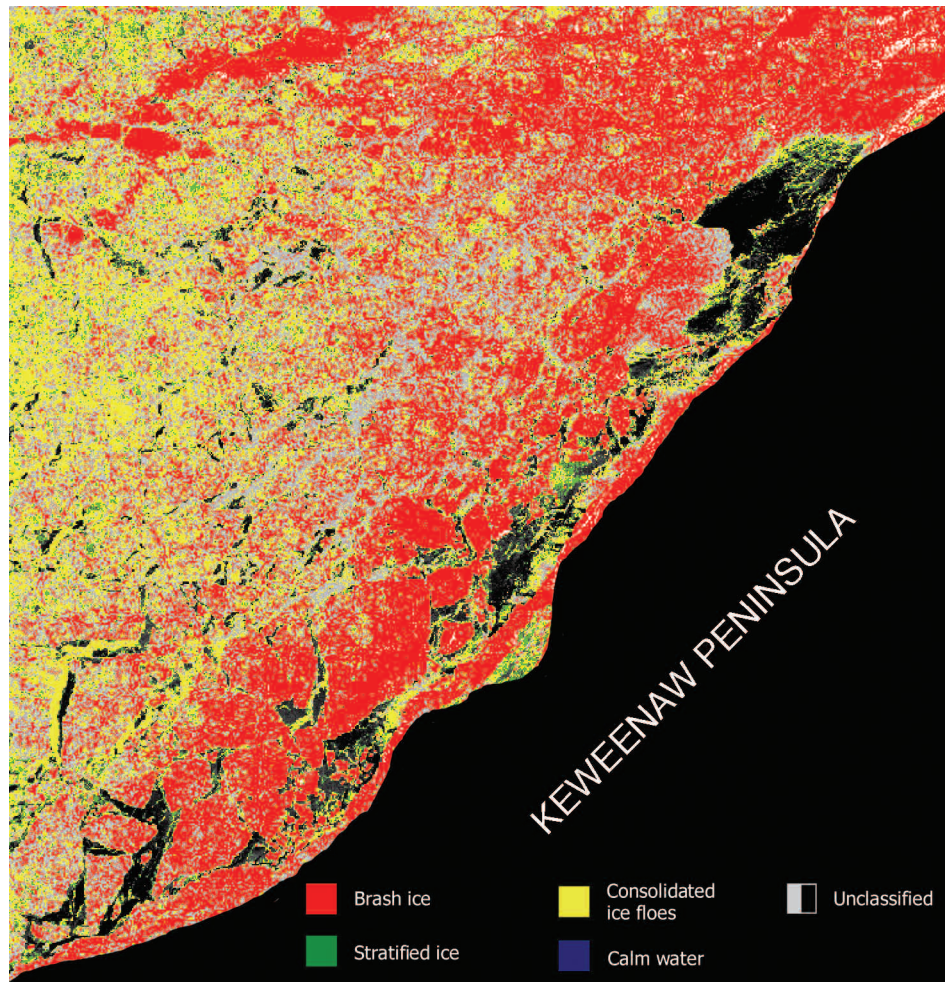 KEWEENAW PENINSULA
Brash ice
Stratified ice
Consolidated
ice floes
Calm water
Unclassified